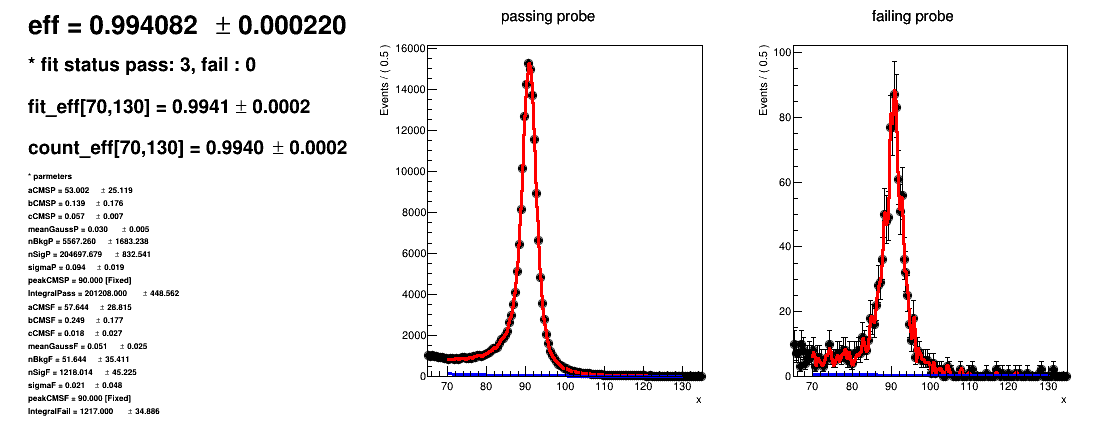 eff = 0.994082 ± 0.000220
* fit status pass: 3, fail : 0
fit_eff[70,130] = 0.9941 ± 0.0002
count_eff[70,130] = 0.9940 ± 0.0002
* parmeters
aCMSP = 53.002 ± 25.119
bCMSP = 0.139 ± 0.176
cCMSP = 0.057 ± 0.007
meanGaussP = 0.030 ± 0.005
nBkgP = 5567.260 ± 1683.238
nSigP = 204697.679 ± 832.541
sigmaP = 0.094 ± 0.019
peakCMSP = 90.000 [Fixed]
IntegralPass = 201208.000 ± 448.562
aCMSF = 57.644 ± 28.815
bCMSF = 0.249 ± 0.177
cCMSF = 0.018 ± 0.027
meanGaussF = 0.051 ± 0.025
nBkgF = 51.644 ± 35.411
nSigF = 1218.014 ± 45.225
sigmaF = 0.021 ± 0.048
peakCMSF = 90.000 [Fixed]
IntegralFail = 1217.000 ± 34.886
passing probe
Events / ( 0.5 )
16000
14000
12000
10000
8000
6000
4000
2000
0
70 80 90 100 110 120 130
x
failing probe
Events / ( 0.5 )
100
80
60
40
20
0
70 80 90 100 110 120 130
x